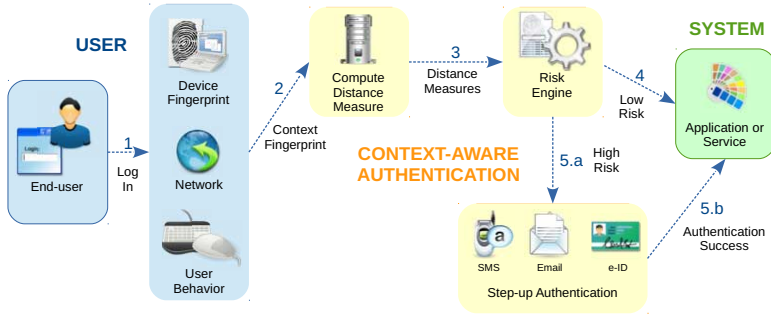 USER
End-user
Login:
1
Log
In
Device
Fingerprint
Network
User
Behavior
2
Context
Fingerprint
Compute
Distance
Measure
3
Distance
Measures
Risk
Engine
4
Low
Risk
SYSTEM
Application or
Service
CONTEXT-AWARE
AUTHENTICATION
5.a
High
Risk
a
SMS
Email
e-ID
Step-up Authentication
5.b
Authentication
Success